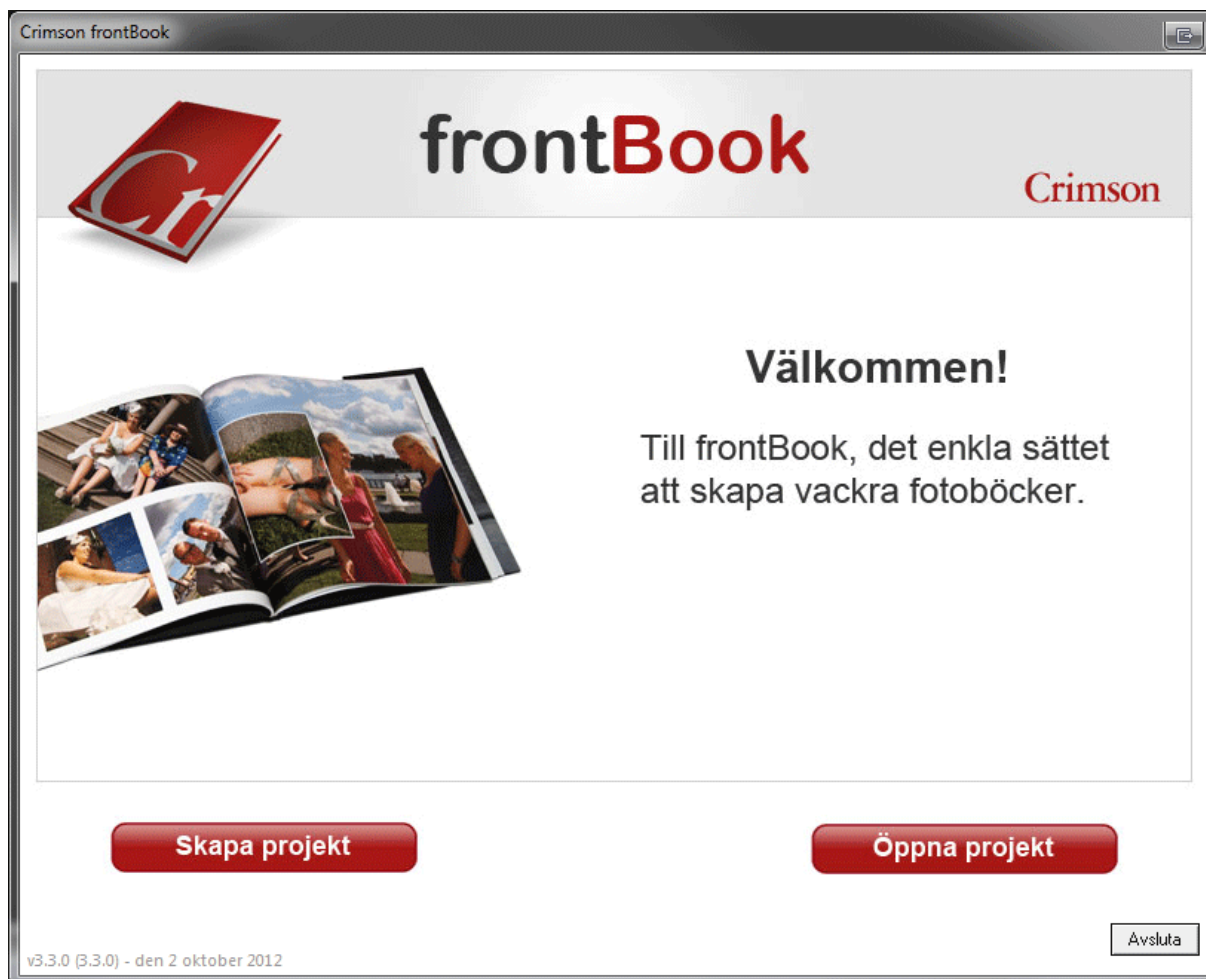 Crimson frontBook
Cr
frontBook
Crimson
Välkommen!
Till frontBook, det enkla sättet
att skapa vackra fotoböcker.
Skapa projekt
Öppna projekt
Avsluta
v3.3.0 (3.3.0) - den 2 oktober 2012